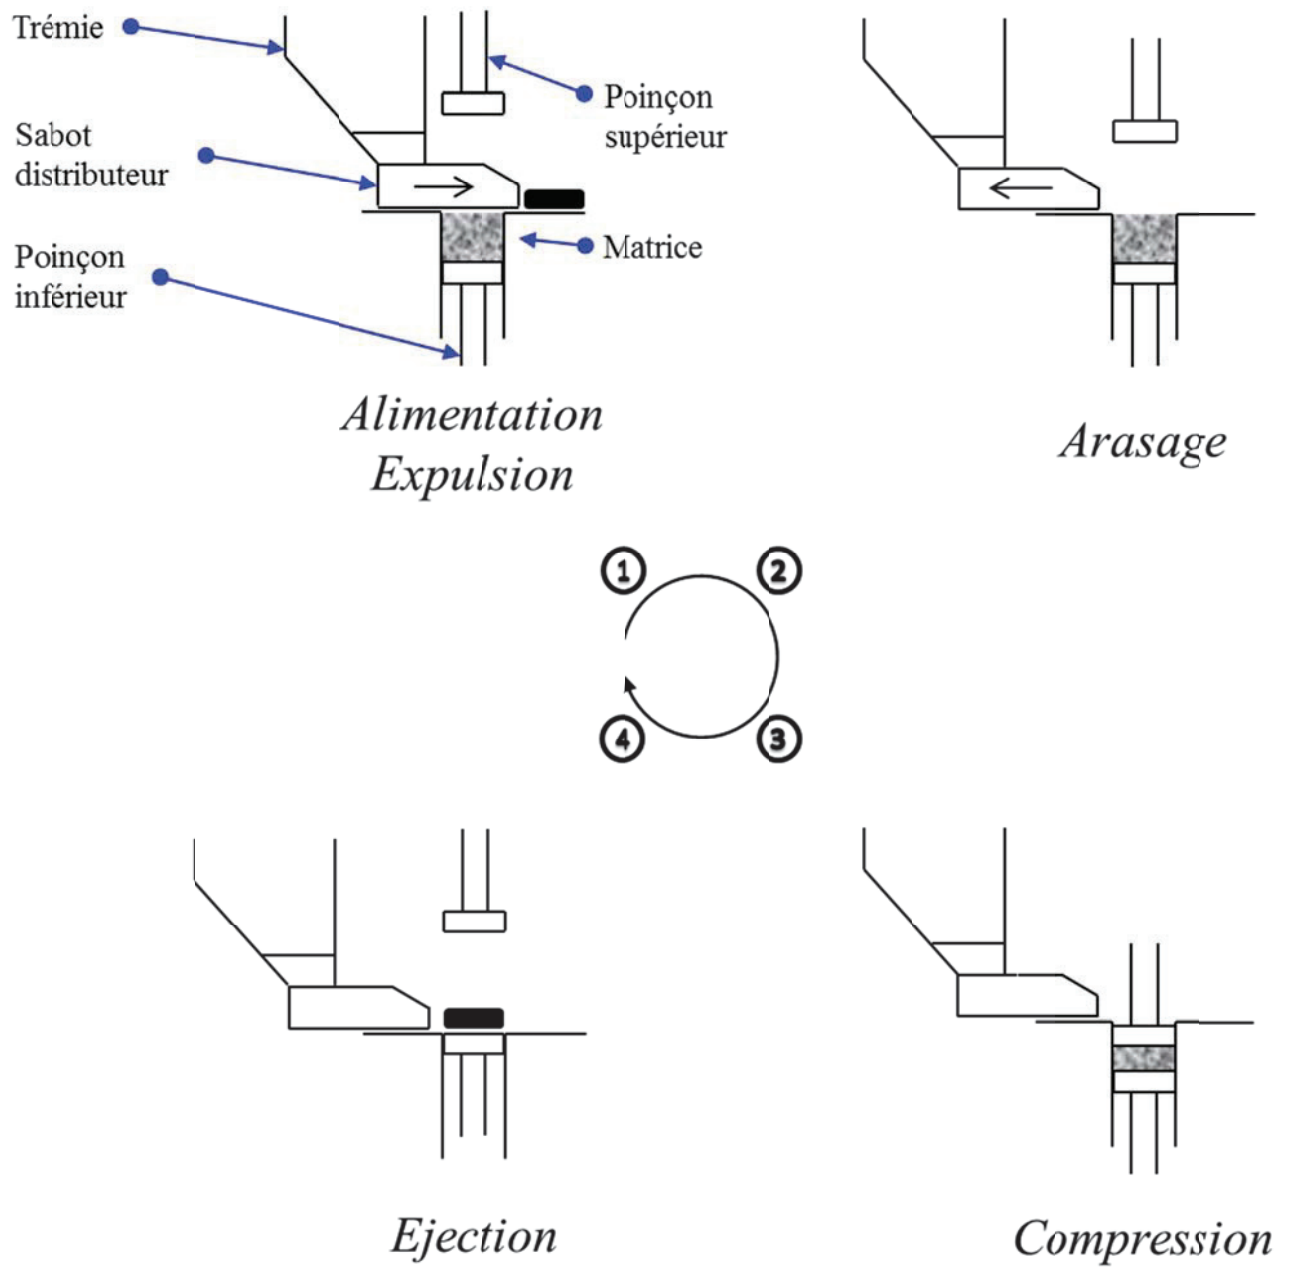 Trémie
Poinçon
supérieur
Sabot
distributeur
Matrice
Poinçon
inférieur
Alimentation
Expulsion
Arasage
1
2
4
3
Ejection
Compression